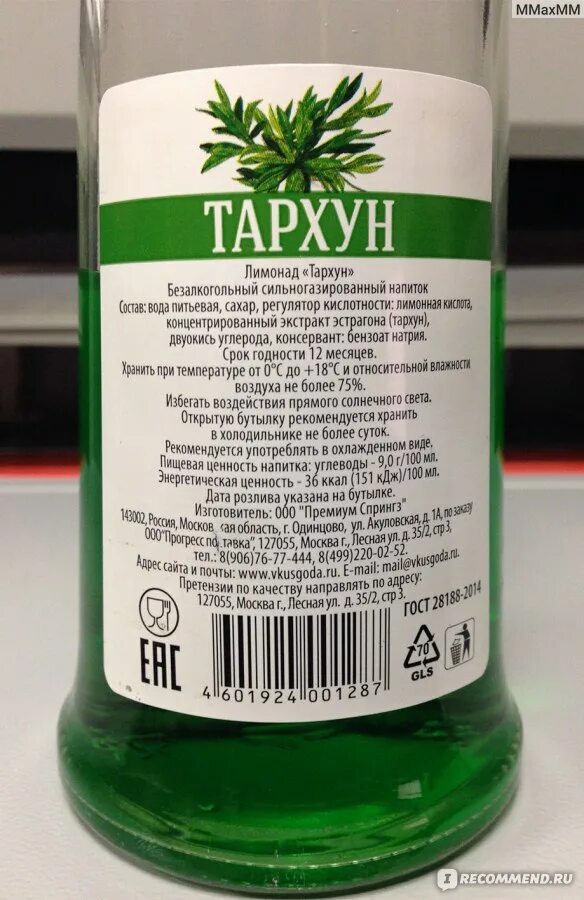 MMaxMM
ТАРХУН
Лимонад «Тархун»
Безалкогольный сильногазированный напиток
Состав: вода питьевая, сахар, регулятор кислотности: лимонная кислота,
концентрированный экстракт эстрагона (тархун),
двуокись углерода, консервант: бензоат натрия.
Срок годности 12 месяцев.
Хранить при температуре от 0°С до +18°С и относительной влажности
воздуха не более 75%.
Избегать воздействия прямого солнечного света.
Открытую бутылку рекомендуется хранить
в холодильнике не более суток.
Рекомендуется употреблять в охлажденном виде.
Пищевая ценность напитка: углеводы - 9,0 г/100 мл.
Энергетическая ценность - 36 ккал (151 кДж)/100 мл.
Дата розлива указана на бутылке.
Изготовитель: ООО "Премиум Спрингз"
143002, Россия, Москов кая область, г. Одинцово, ул. Акуловская, д. 1А, по заказу
ООО"Прогресс по тавка", 127055, Москва г., Лесная ул. д. 35/2, стр 3,
тел.: 8(906)76-77-444, 8(499)220-02-52.
Адрес сайта и почты: www.vkusgoda.ru. E-mail: mail@vkusgoda.ru.
Претензии по качеству направлять по адресу:
127055, Москва г., Лесная ул. д. 35/2, стр 3.
ГОСТ 28188-2014
EAC
70
GLS
4 601924 001287
IRECOMMEND.RU